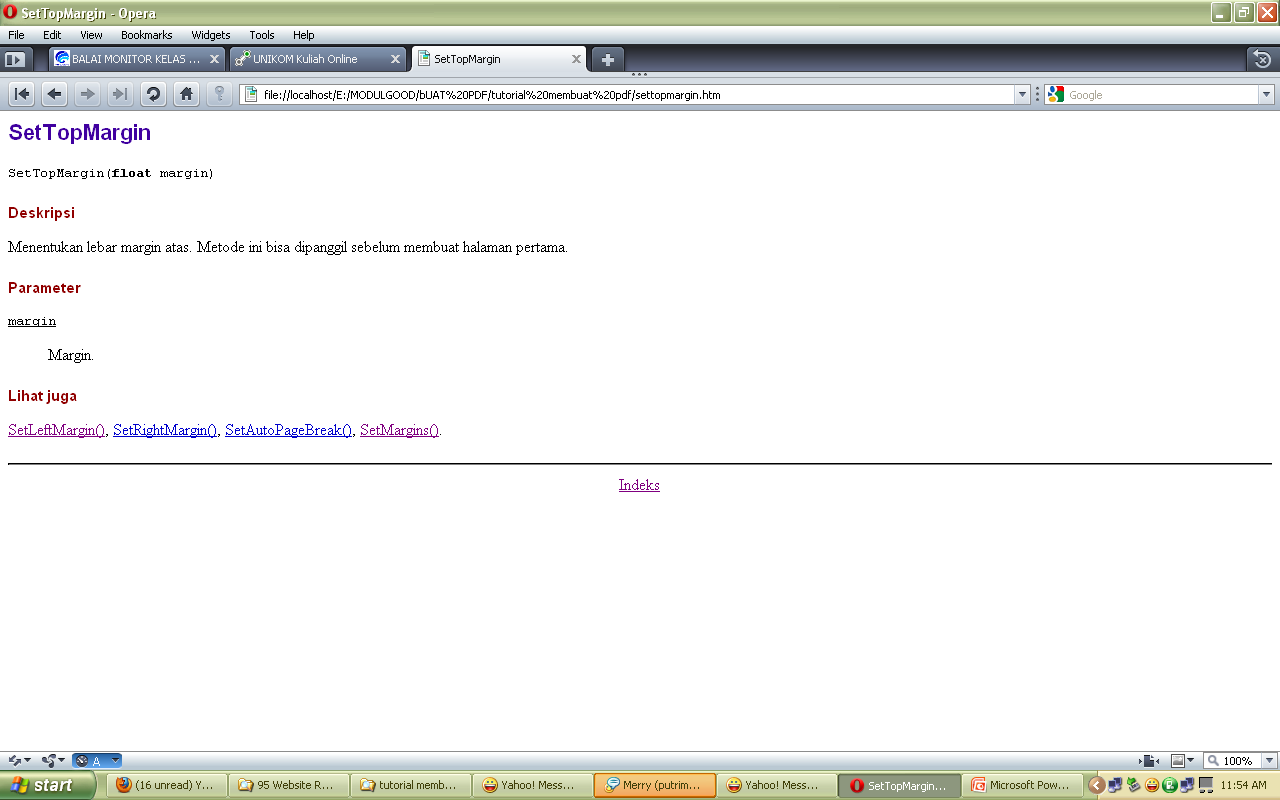 SetTopMargin - Opera
File Edit View Bookmarks Widgets Tools Help
BALAI MONITOR KELAS ... UNIKOM Kuliah Online SetTopMargin
file://localhost/E:/MODULGOOD/bUAT%20PDF/tutorial%20membuat%20pdf/settopmargin.htm Google
SetTopMargin
SetTopMargin(float margin)
Deskripsi
Menentukan lebar margin atas. Metode ini bisa dipanggil sebelum membuat halaman pertama.
Parameter
margin
Margin.
Lihat juga
SetLeftMargin(), SetRightMargin(), SetAutoPageBreak(), SetMargins().
Indeks
A 100%
start (16 unread) Y... 95 Website R... tutorial memb... Yahoo! Mess... Merry (putrim... Yahoo! Mess... SetTopMargin... Microsoft Pow... 11:54 AM